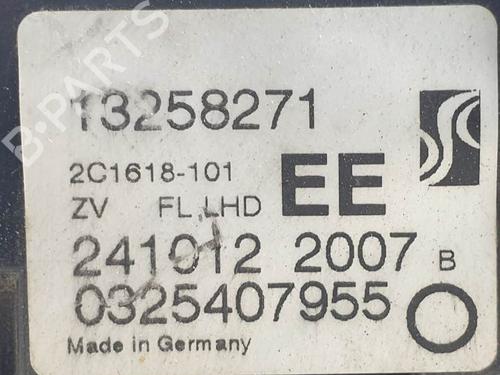 13258271
2C1618-101
EE
ZV FL,LHD
241012 2007 B
0325407955
Made in Germany
B-PARTS